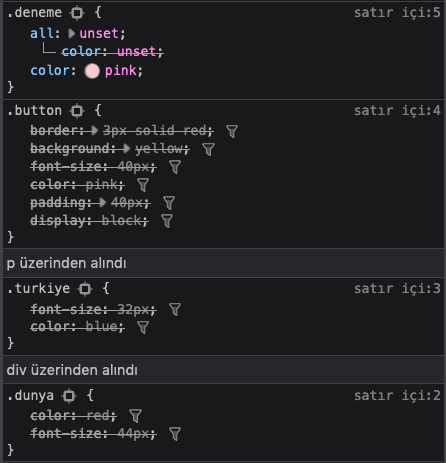 .deneme { satır içi:5
all: unset;
color: unset;
color: pink;
}
.button { satır içi:4
border: 3px solid red;
background: yellow;
font-size: 40px;
color: pink;
padding: 40px;
display: block;
}
p üzerinden alındı
.turkiye { satır içi:3
font-size: 32px;
color: blue;
}
div üzerinden alındı
.dunya { satır içi:2
color: red;
font-size: 44px;
}